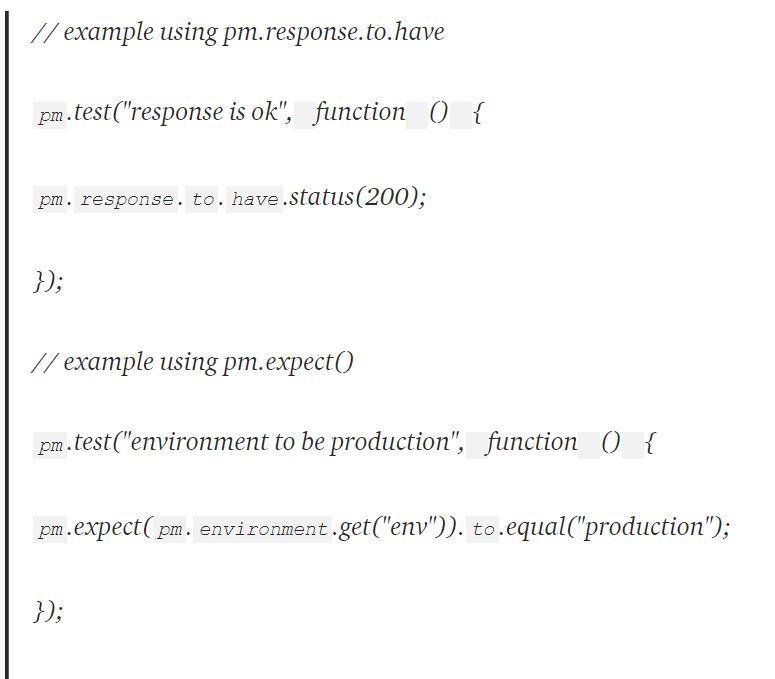 // example using pm.response.to.have
pm.test("response is ok", function () {
pm.response.to.have.status(200);
});
// example using pm.expect()
pm.test("environment to be production", function () {
pm.expect(pm.environment.get("env")).to.equal("production");
});